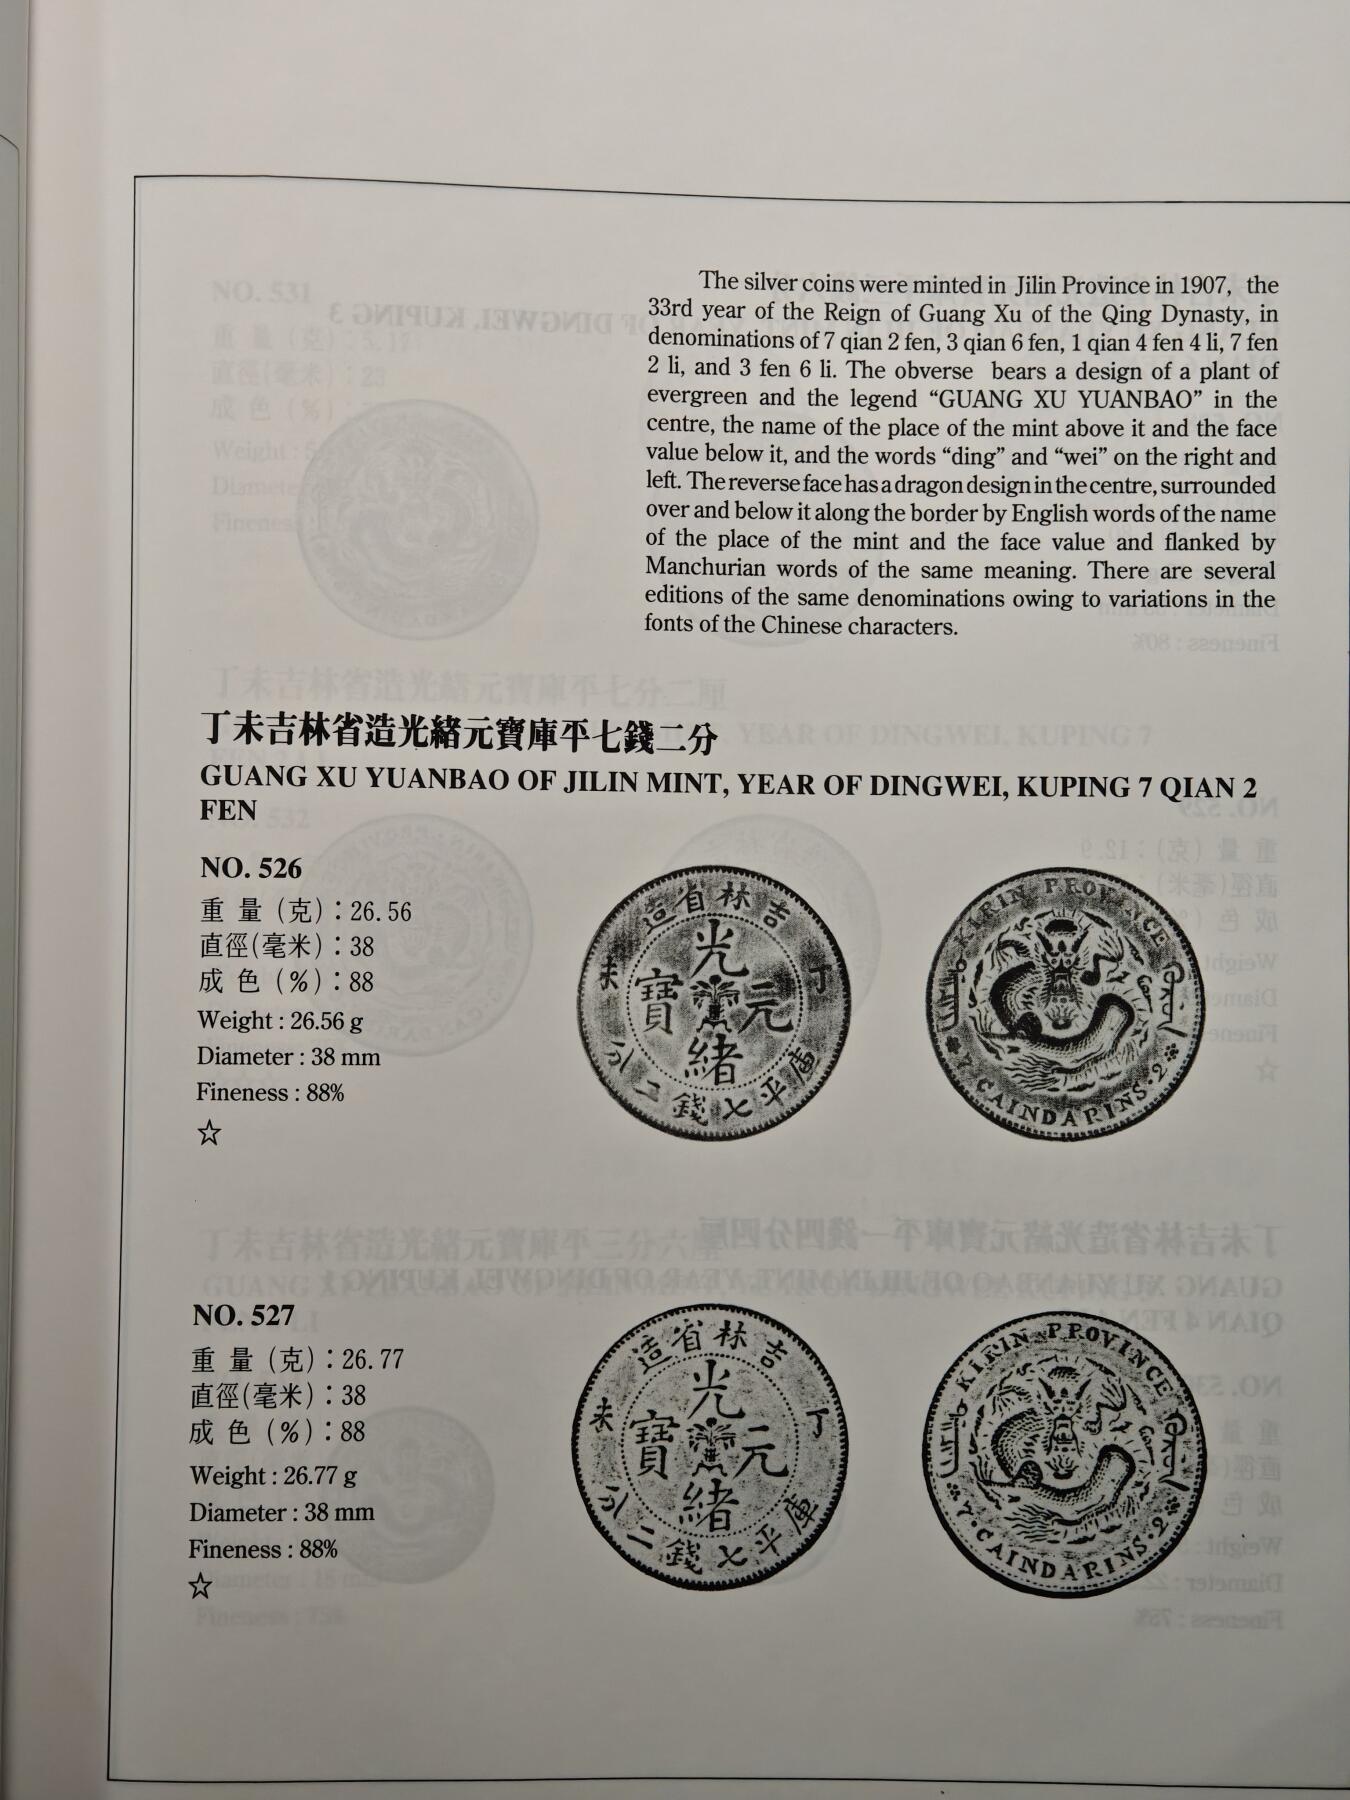 The silver coins were minted in Jilin Province in 1907, the
33rd year of the Reign of Guang Xu of the Qing Dynasty, in
denominations of 7 qian 2 fen, 3 qian 6 fen, 1 qian 4 fen 4 li, 7 fen
2 li, and 3 fen 6 li. The obverse bears a design of a plant of
evergreen and the legend “GUANG XU YUANBAO” in the
centre, the name of the place of the mint above it and the face
value below it, and the words “ding” and “wei” on the right and
left. The reverse face has a dragon design in the centre, surrounded
over and below it along the border by English words of the name
of the place of the mint and the face value and flanked by
Manchurian words of the same meaning. There are several
editions of the same denominations owing to variations in the
fonts of the Chinese characters.
丁未吉林省造光緒元寶庫平七錢二分
GUANG XU YUANBAO OF JILIN MINT, YEAR OF DINGWEI, KUPING 7 QIAN 2
FEN
NO. 526
重 量 (克)：26.56
直徑(毫米)：38
成 色 (%)：88
Weight : 26.56 g
Diameter : 38 mm
Fineness : 88%
☆
造省林吉
未 丁
光緒元寶
分二錢七平庫
KIRIN PROVINCE
7·CAINDARINS·2
NO. 527
重 量 (克)：26.77
直徑(毫米)：38
成 色 (%)：88
Weight : 26.77 g
Diameter : 38 mm
Fineness : 88%
☆
造省林吉
未 丁
光緒元寶
分二錢七平庫
KIRIN PROVINCE
7·CAINDARINS·2